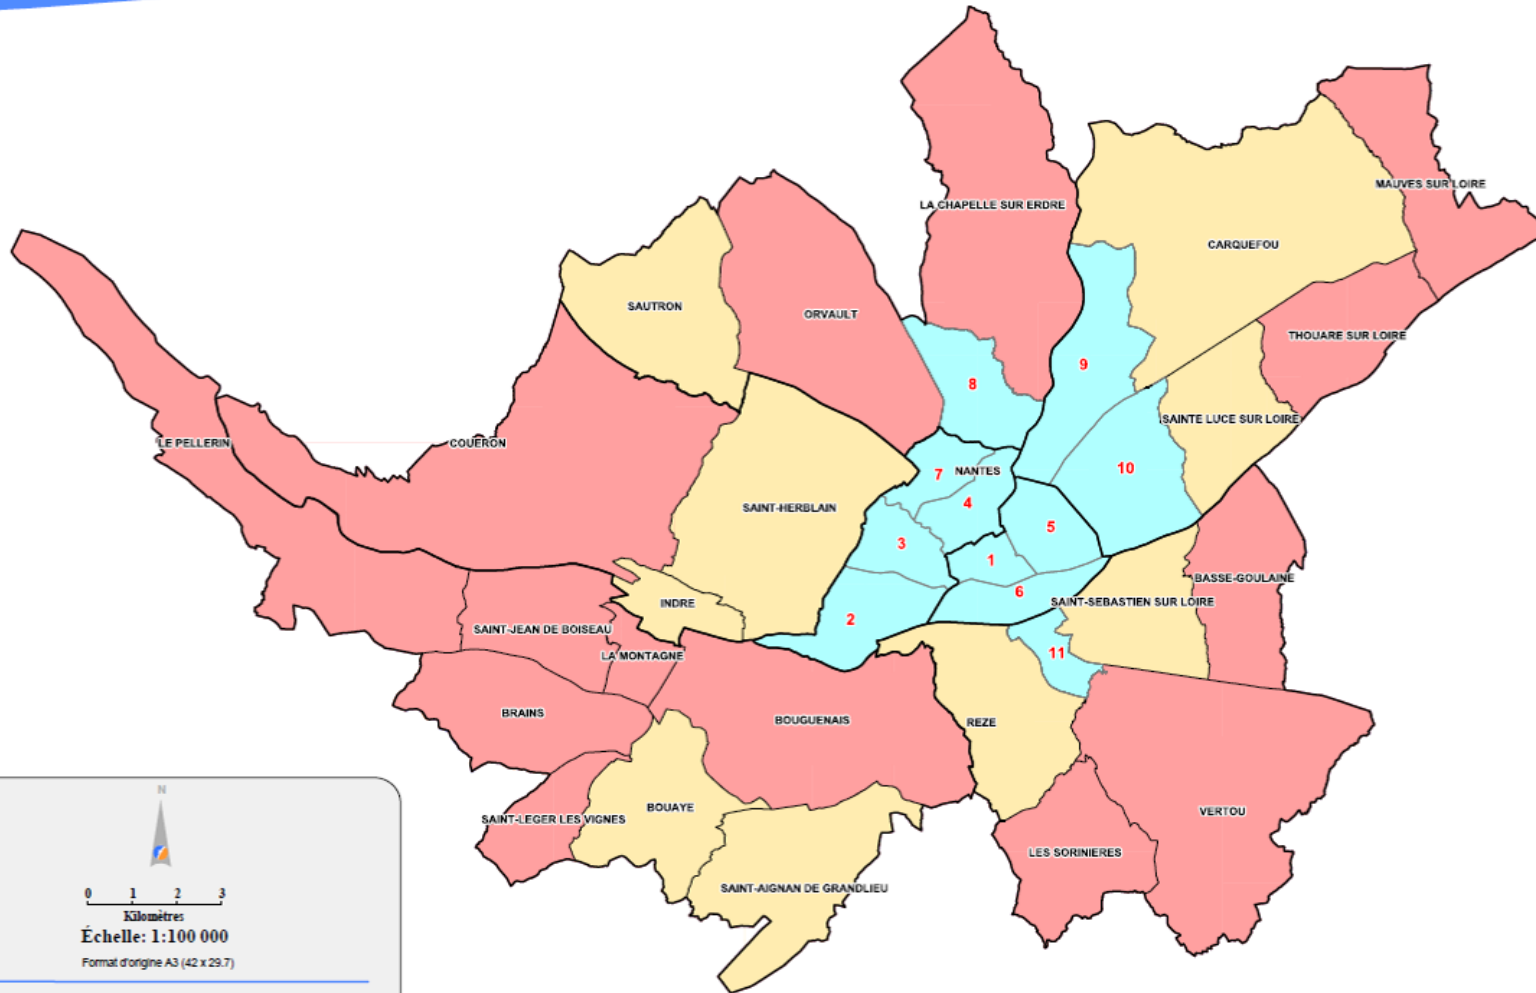 MAUVES SUR LOIRE
LA CHAPELLE SUR ERDRE
CARQUEFOU
SAUTRON
ORVAULT
THOUARE SUR LOIRE
9
8
SAINTE LUCE SUR LOIRE
LE PELLERIN
COUERON
10
7
NANTES
4
SAINT-HERBLAIN
5
3
1
BASSE-GOULAINE
6
INDRE
SAINT-SEBASTIEN SUR LOIRE
2
SAINT-JEAN DE BOISEAU
LA MONTAGNE
11
BRAINS
BOUGUENAIS
REZE
BOUAYE
VERTOU
SAINT-LEGER LES VIGNES
LES SORINIERES
SAINT-AIGNAN DE GRANDLIEU
N
0 1 2 3
Kilomètres
Échelle: 1:100 000
Format d'origine A3 (42 x 29.7)